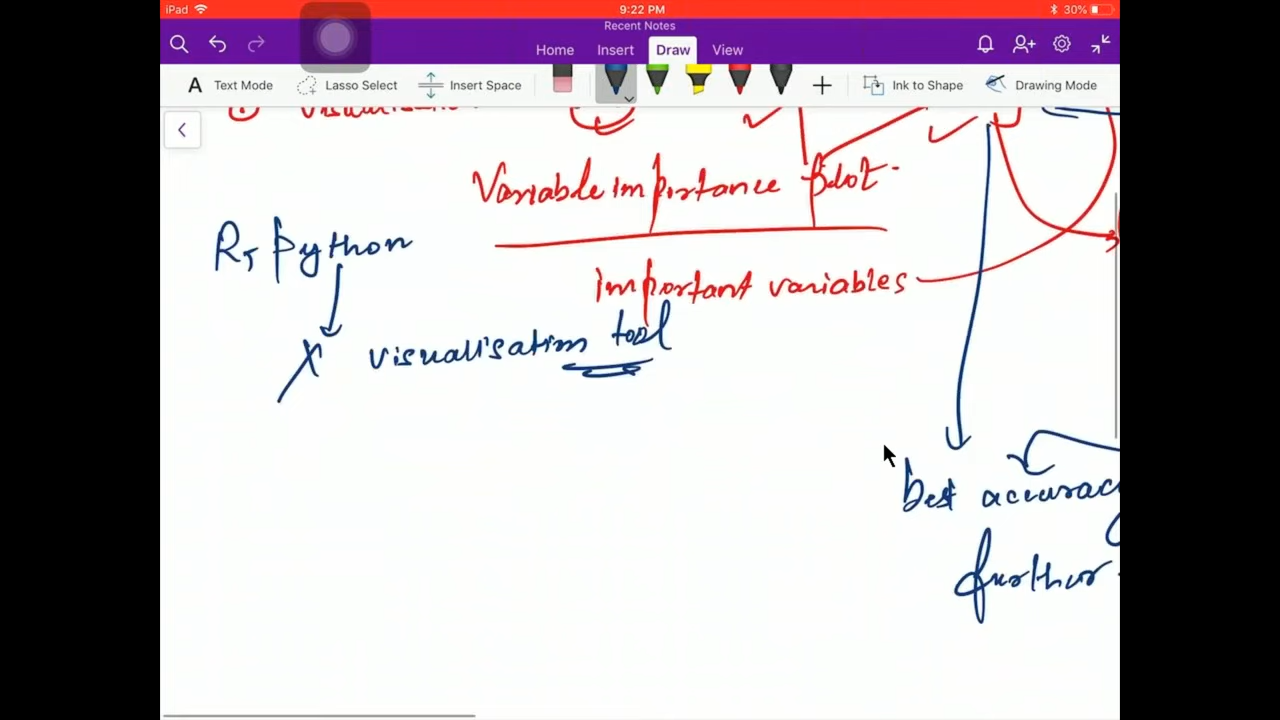 iPad 9:22 PM 30%
Recent Notes
Home Insert Draw View
A Text Mode Lasso Select Insert Space Ink to Shape Drawing Mode
Variable importance plot
R, python
important variables
X visualisation tool
best accurac
further